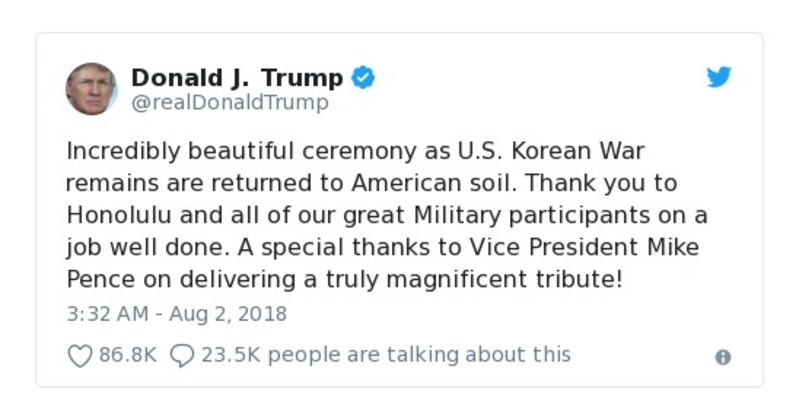 Donald J. Trump
@realDonaldTrump
Incredibly beautiful ceremony as U.S. Korean War
remains are returned to American soil. Thank you to
Honolulu and all of our great Military participants on a
job well done. A special thanks to Vice President Mike
Pence on delivering a truly magnificent tribute!
3:32 AM - Aug 2, 2018
86.8K 23.5K people are talking about this